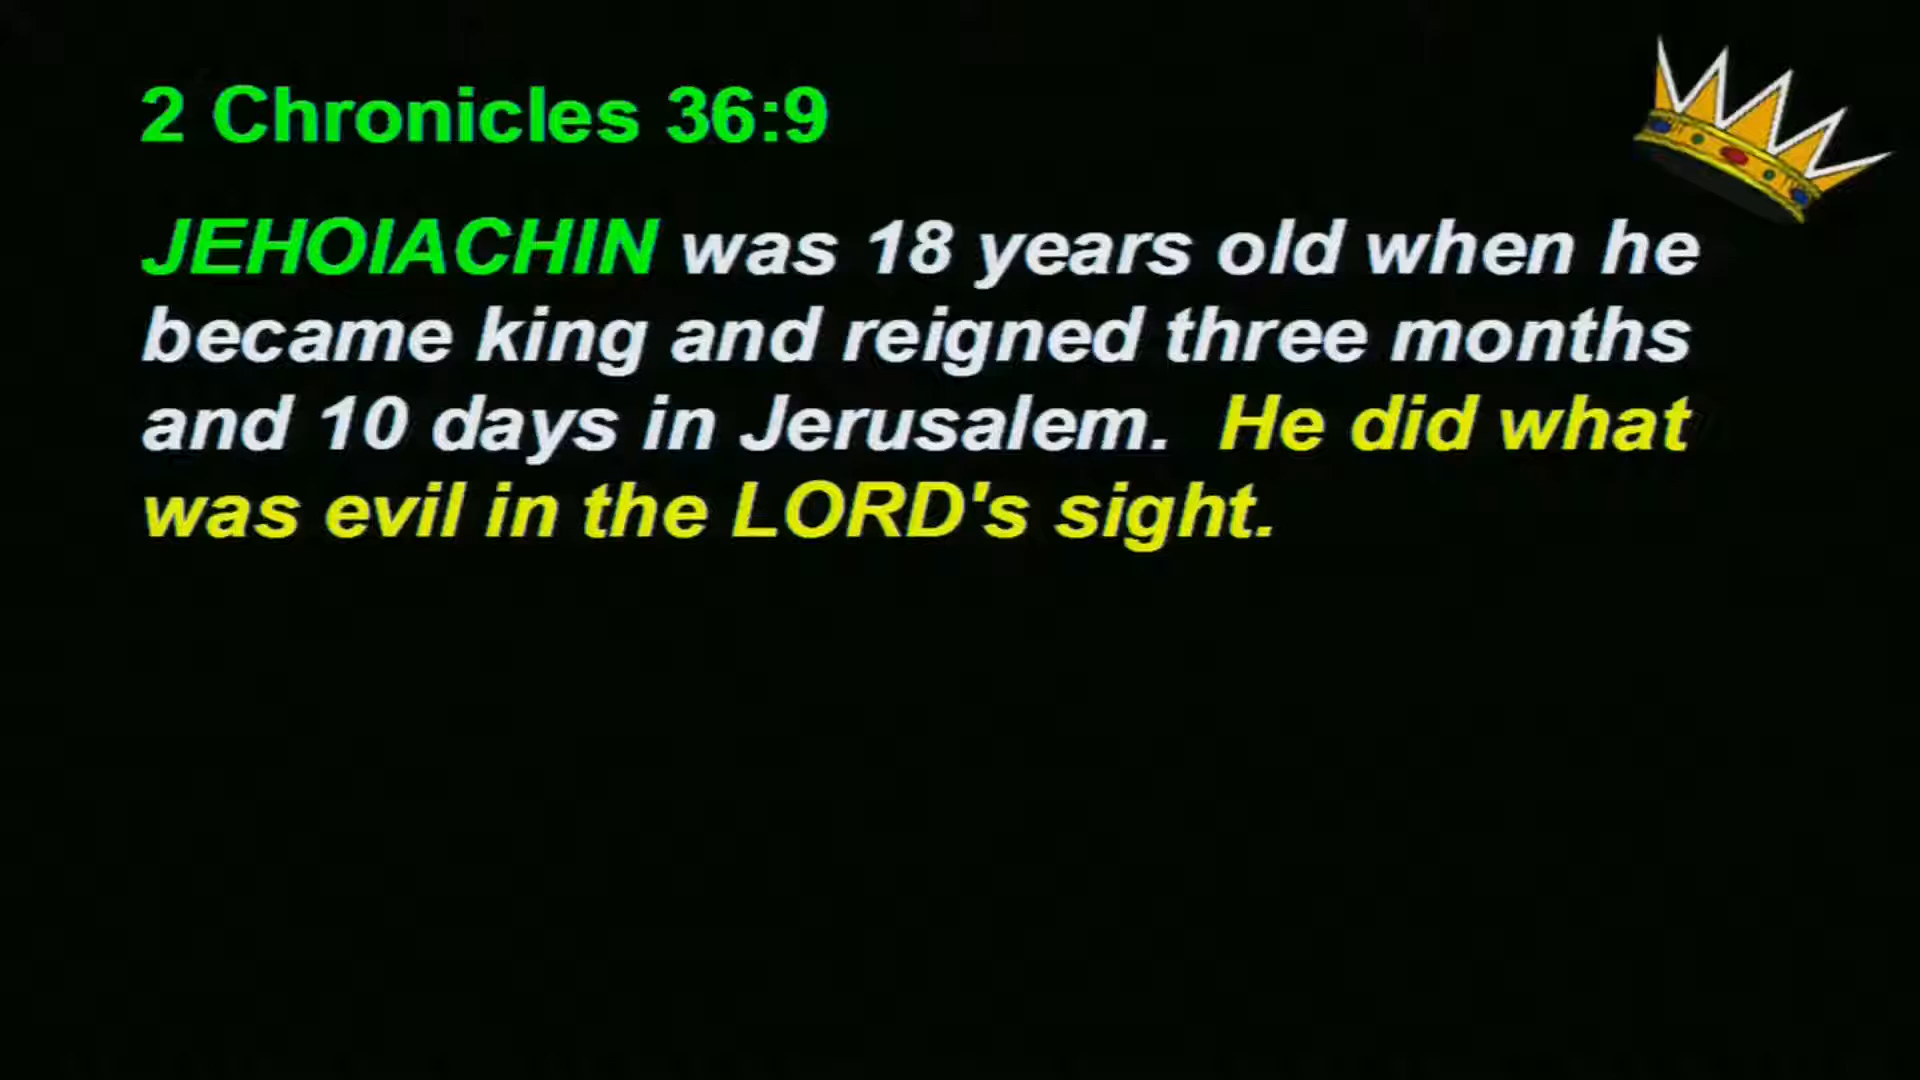 2 Chronicles 36:9
JEHOIACHIN was 18 years old when he
became king and reigned three months
and 10 days in Jerusalem. He did what
was evil in the LORD's sight.